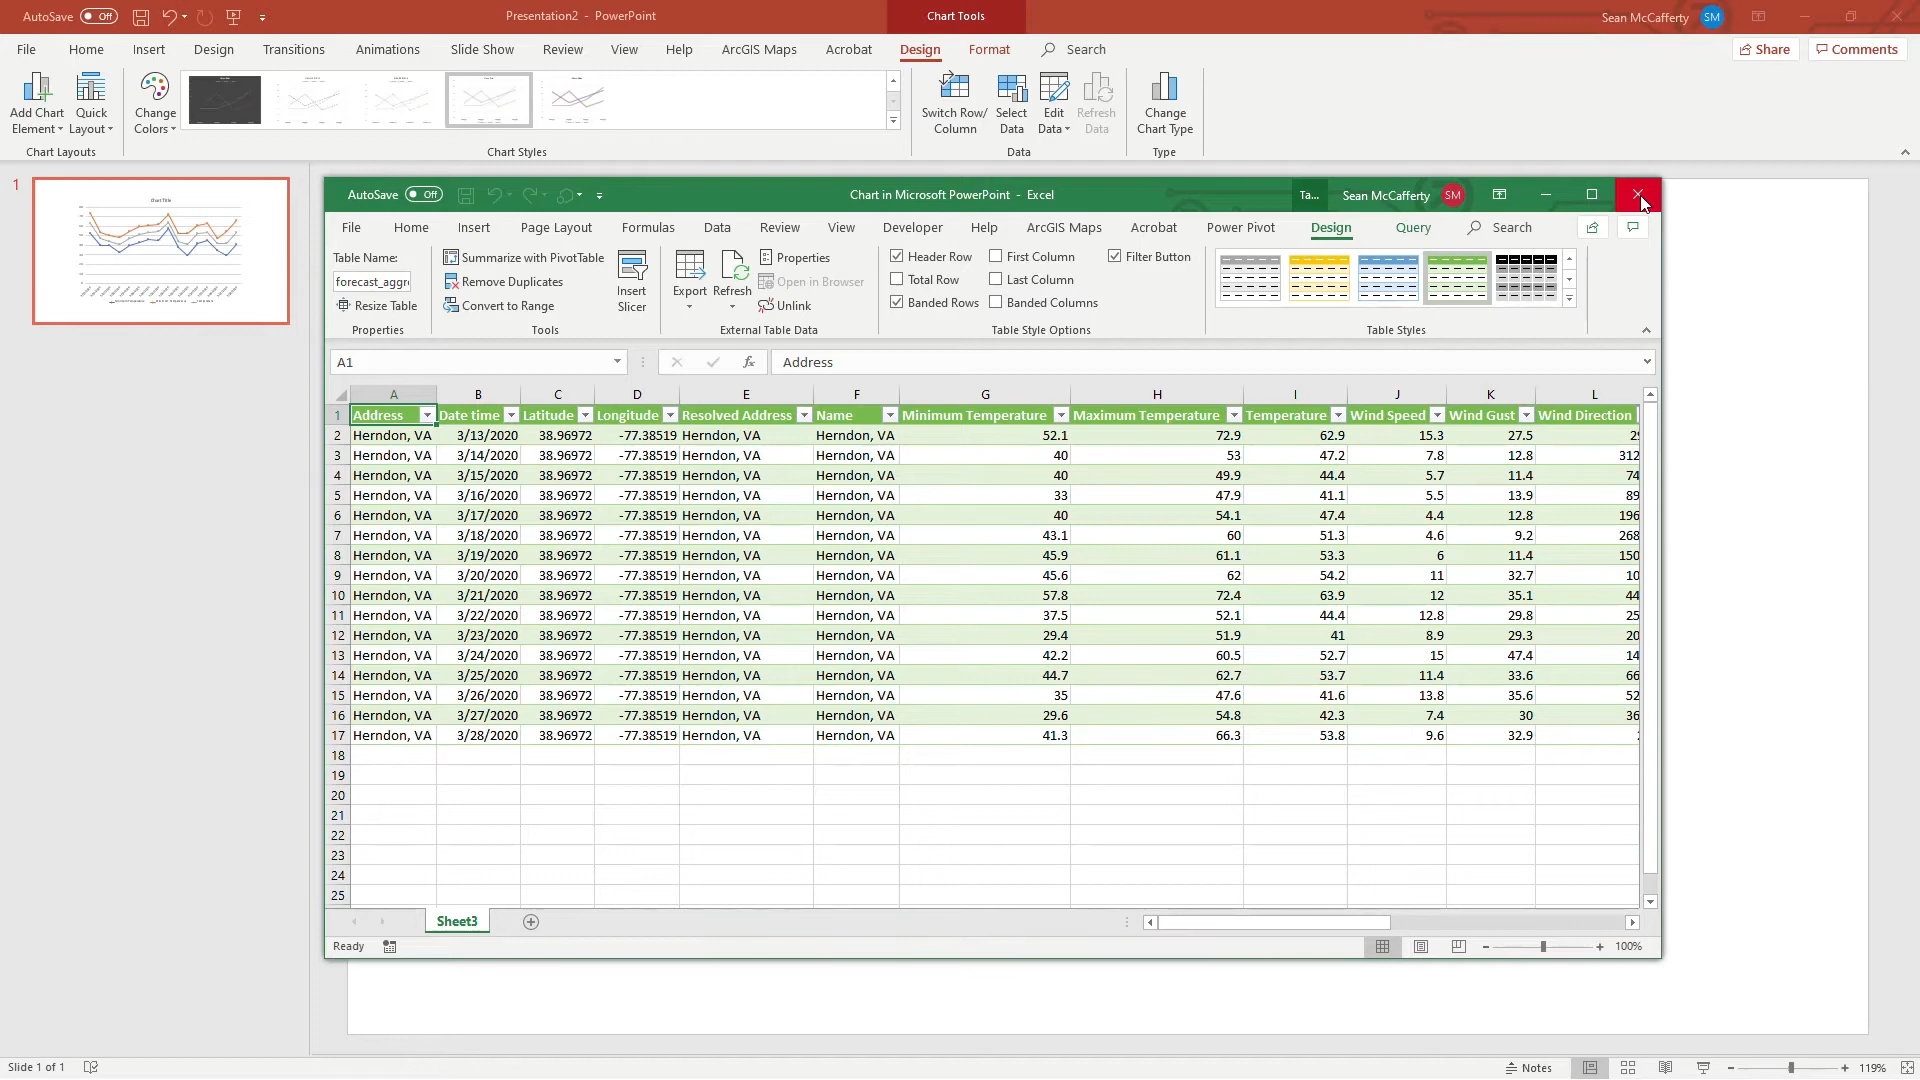 AutoSave Off Presentation2 - PowerPoint Chart Tools Sean McCafferty SM
File Home Insert Design Transitions Animations Slide Show Review View Help ArcGIS Maps Acrobat Design Format Search Share Comments
Add Chart Element Quick Layout Change Colors Switch Row/ Column Select Data Edit Data Refresh Data Change Chart Type
Chart Layouts Chart Styles Data Type
1
Chart Title
AutoSave Off Chart in Microsoft PowerPoint - Excel Ta... Sean McCafferty SM
File Home Insert Page Layout Formulas Data Review View Developer Help ArcGIS Maps Acrobat Power Pivot Design Query Search
Table Name: Summarize with PivotTable Properties Header Row First Column Filter Button
forecast_aggre Remove Duplicates Insert Slicer Export Refresh Open in Browser Total Row Last Column
Resize Table Convert to Range Unlink Banded Rows Banded Columns
Properties Tools External Table Data Table Style Options Table Styles
A1 fx Address
A B C D E F G H I J K L
1 Address Date time Latitude Longitude Resolved Address Name Minimum Temperature Maximum Temperature Temperature Wind Speed Wind Gust Wind Direction
2 Herndon, VA 3/13/2020 38.96972 -77.38519 Herndon, VA Herndon, VA 52.1 72.9 62.9 15.3 27.5 29
3 Herndon, VA 3/14/2020 38.96972 -77.38519 Herndon, VA Herndon, VA 40 53 47.2 7.8 12.8 312
4 Herndon, VA 3/15/2020 38.96972 -77.38519 Herndon, VA Herndon, VA 40 49.9 44.4 5.7 11.4 74
5 Herndon, VA 3/16/2020 38.96972 -77.38519 Herndon, VA Herndon, VA 33 47.9 41.1 5.5 13.9 89
6 Herndon, VA 3/17/2020 38.96972 -77.38519 Herndon, VA Herndon, VA 40 54.1 47.4 4.4 12.8 196
7 Herndon, VA 3/18/2020 38.96972 -77.38519 Herndon, VA Herndon, VA 43.1 60 51.3 4.6 9.2 268
8 Herndon, VA 3/19/2020 38.96972 -77.38519 Herndon, VA Herndon, VA 45.9 61.1 53.3 6 11.4 150
9 Herndon, VA 3/20/2020 38.96972 -77.38519 Herndon, VA Herndon, VA 45.6 62 54.2 11 32.7 10
10 Herndon, VA 3/21/2020 38.96972 -77.38519 Herndon, VA Herndon, VA 57.8 72.4 63.9 12 35.1 44
11 Herndon, VA 3/22/2020 38.96972 -77.38519 Herndon, VA Herndon, VA 37.5 52.1 44.4 12.8 29.8 25
12 Herndon, VA 3/23/2020 38.96972 -77.38519 Herndon, VA Herndon, VA 29.4 51.9 41 8.9 29.3 20
13 Herndon, VA 3/24/2020 38.96972 -77.38519 Herndon, VA Herndon, VA 42.2 60.5 52.7 15 47.4 14
14 Herndon, VA 3/25/2020 38.96972 -77.38519 Herndon, VA Herndon, VA 44.7 62.7 53.7 11.4 33.6 66
15 Herndon, VA 3/26/2020 38.96972 -77.38519 Herndon, VA Herndon, VA 35 47.6 41.6 13.8 35.6 52
16 Herndon, VA 3/27/2020 38.96972 -77.38519 Herndon, VA Herndon, VA 29.6 54.8 42.3 7.4 30 36
17 Herndon, VA 3/28/2020 38.96972 -77.38519 Herndon, VA Herndon, VA 41.3 66.3 53.8 9.6 32.9
18
19
20
21
22
23
24
25
Sheet3
Ready 100%
Slide 1 of 1 Notes 119%